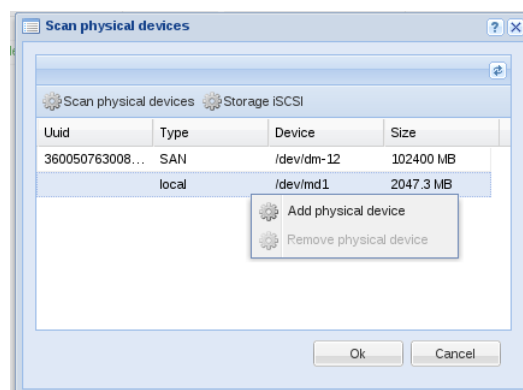 Scan physical devices
Scan physical devices Storage iSCSI
Uuid Type Device Size
360050763008... SAN /dev/dm-12 102400 MB
local /dev/md1 2047.3 MB
Add physical device
Remove physical device
Ok Cancel